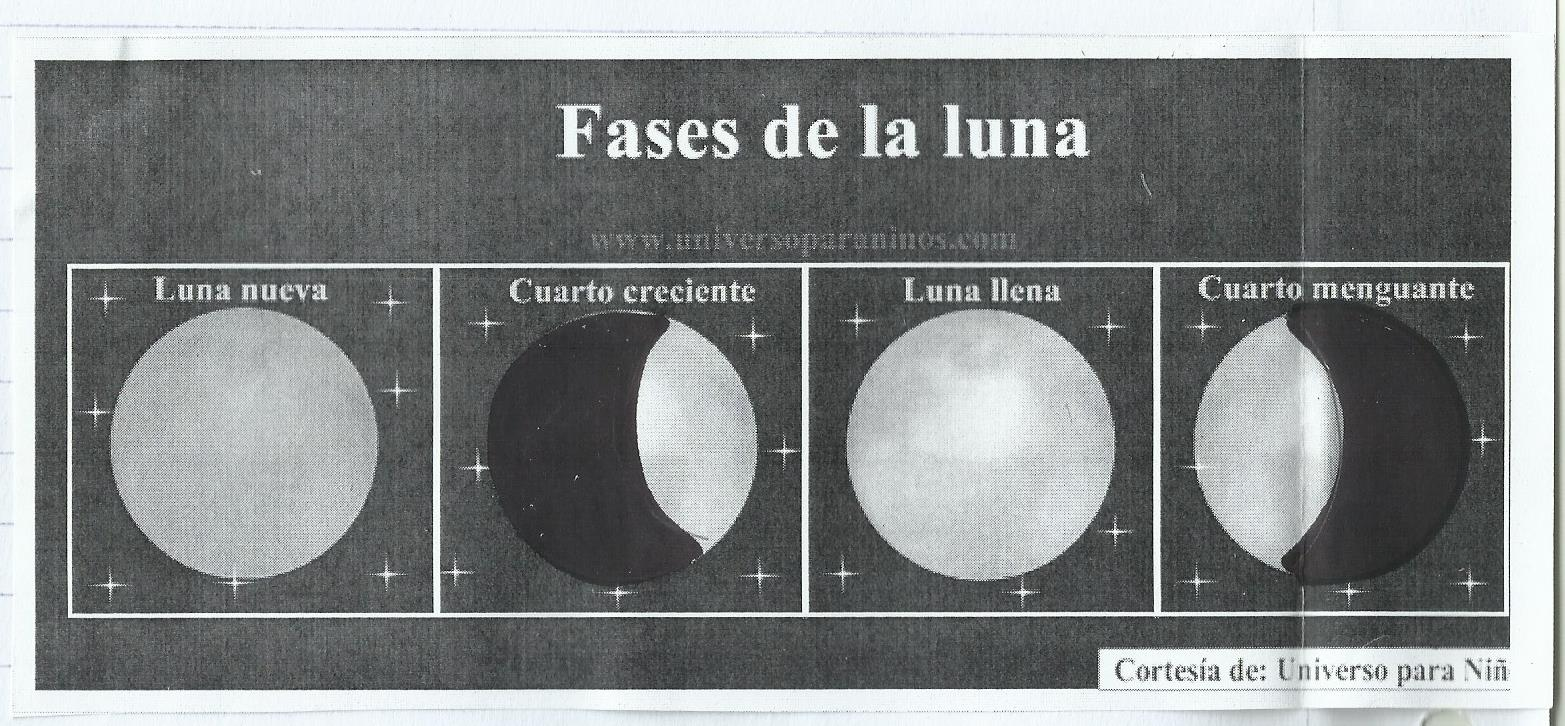 Fases de la luna
www.universoparaninos.com
Luna nueva
Cuarto creciente
Luna llena
Cuarto menguante
Cortesía de: Universo para Niñ